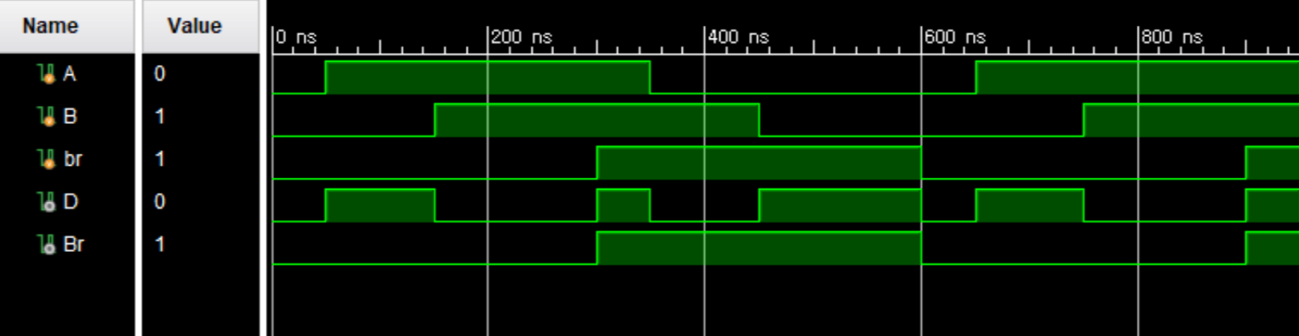 Name Value
0 ns 200 ns 400 ns 600 ns 800 ns
A 0
B 1
br 1
D 0
Br 1